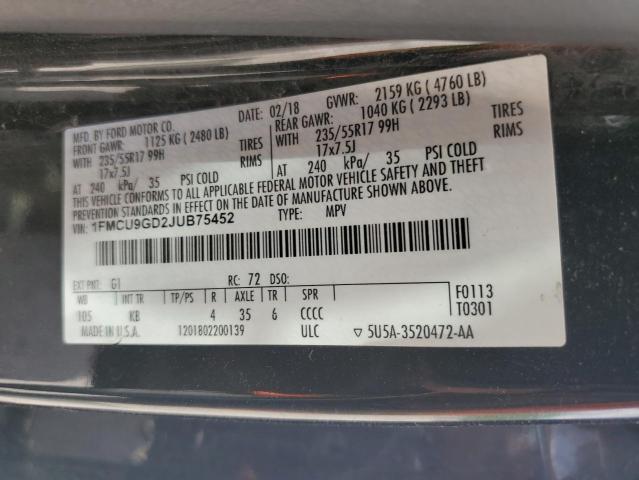 MFD. BY FORD MOTOR CO. DATE: 02/18 GVWR: 2159 KG ( 4760 LB)
FRONT GAWR: 1125 KG ( 2480 LB) REAR GAWR: 1040 KG ( 2293 LB)
WITH 235/55R17 99H TIRES WITH 235/55R17 99H TIRES
17x7.5J RIMS 17x7.5J RIMS
AT 240 kPa/ 35 PSI COLD AT 240 kPa/ 35 PSI COLD
THIS VEHICLE CONFORMS TO ALL APPLICABLE FEDERAL MOTOR VEHICLE SAFETY AND THEFT
PREVENTION STANDARDS IN EFFECT ON THE DATE OF MANUFACTURE SHOWN ABOVE.
VIN: 1FMCU9GD2JUB75452 TYPE: MPV
EXT PNT: G1 RC: 72 DSO:
WB INT TR TP/PS R AXLE TR SPR F0113
105 KB 4 35 6 CCCC T0301
MADE IN U.S.A. 1201802200139 ULC ▽ 5U5A-3520472-AA